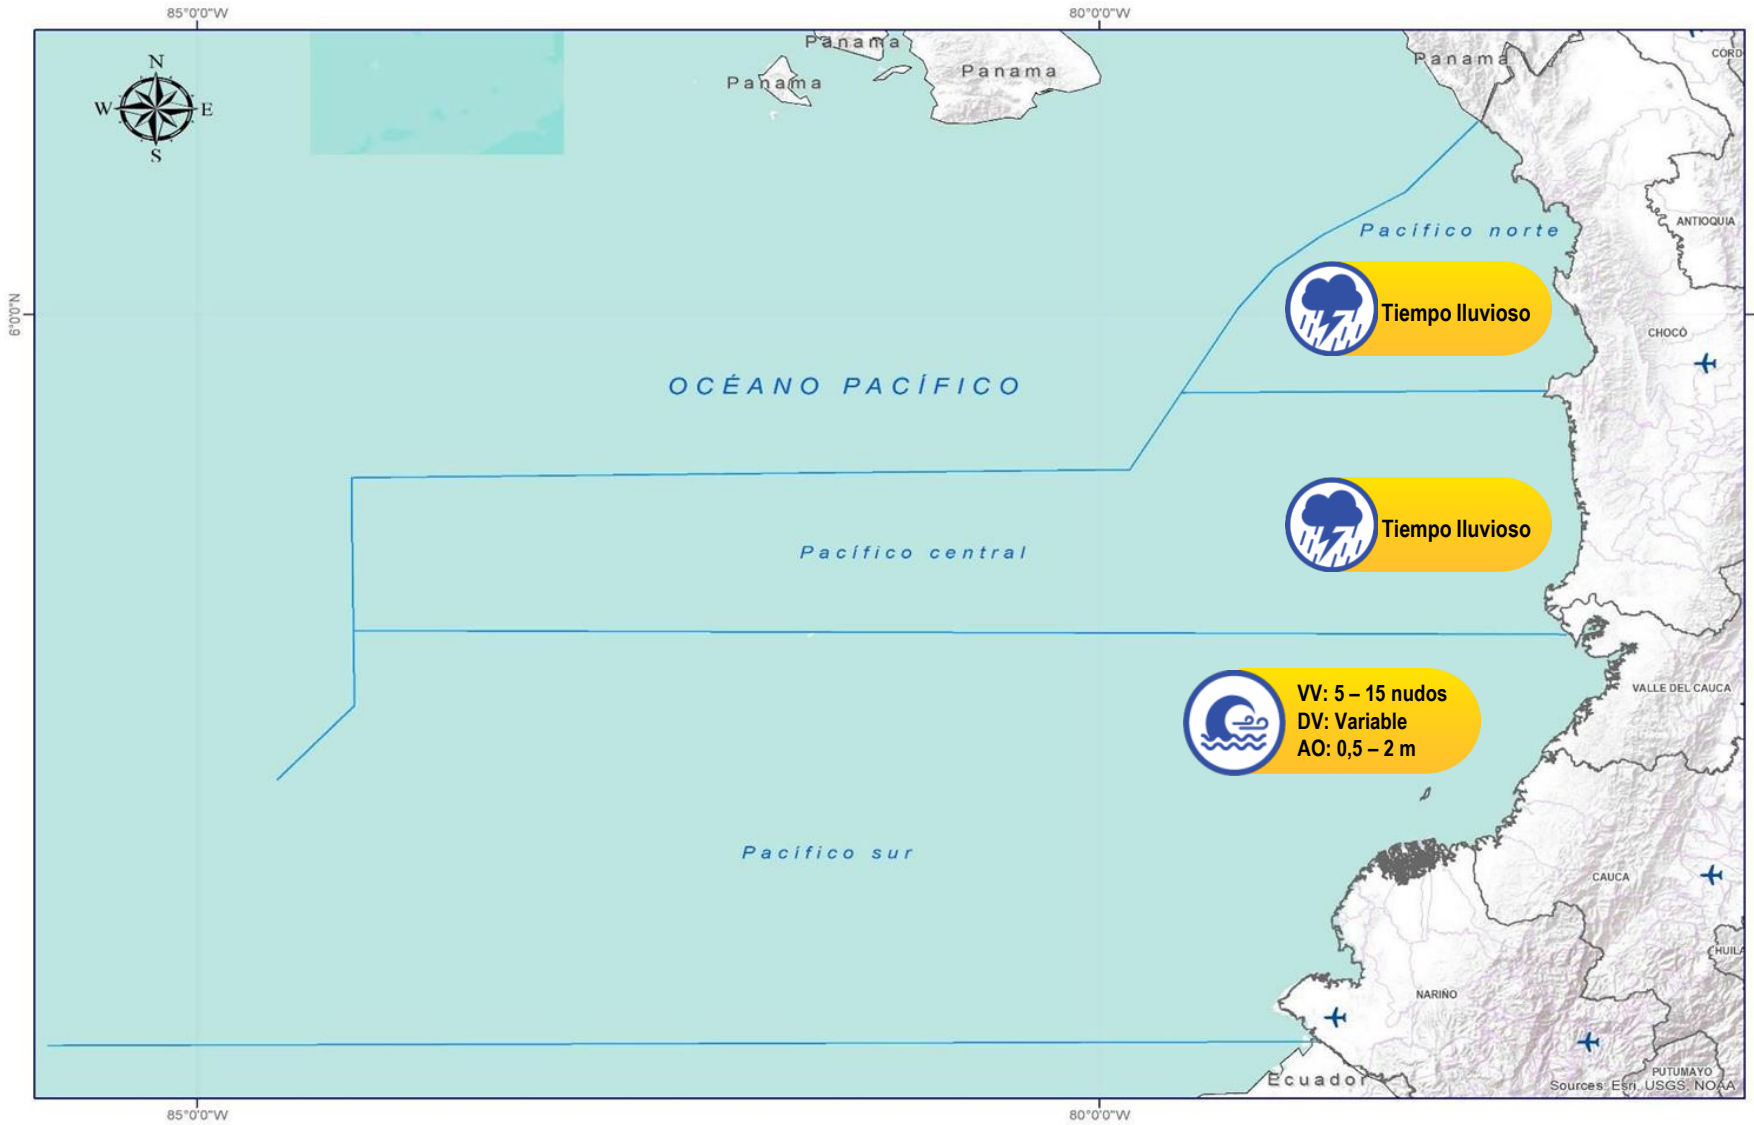 85°0'0"W
80°0'0"W
N
W
E
S
Panama
Panama
Panama
Panama
CORD
ANTIOQUIA
Pacífico norte
6°0'0"N
Tiempo lluvioso
CHOCÓ
OCÉANO PACÍFICO
Tiempo lluvioso
Pacífico central
VALLE DEL CAUCA
VV: 5 – 15 nudos
DV: Variable
AO: 0,5 – 2 m
Pacífico sur
CAUCA
HUILA
NARIÑO
Ecuador
PUTUMAYO
Sources: Esri, USGS, NOAA
85°0'0"W
80°0'0"W